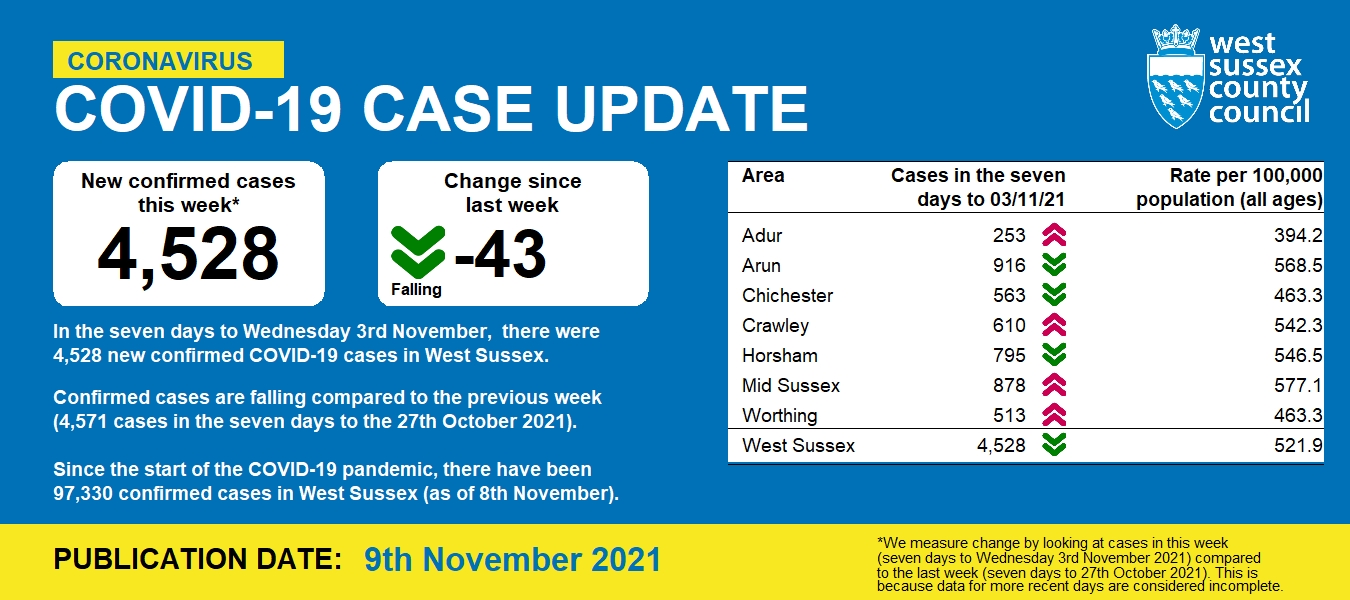 CORONAVIRUS
COVID-19 CASE UPDATE
west
sussex
county
council
New confirmed cases
this week*
4,528
Change since
last week
-43
Falling
In the seven days to Wednesday 3rd November,  there were
4,528 new confirmed COVID-19 cases in West Sussex.
Confirmed cases are falling compared to the previous week
(4,571 cases in the seven days to the 27th October 2021).
Since the start of the COVID-19 pandemic, there have been
97,330 confirmed cases in West Sussex (as of 8th November).
Area Cases in the seven Rate per 100,000
days to 03/11/21 population (all ages)
Adur 253 394.2
Arun 916 568.5
Chichester 563 463.3
Crawley 610 542.3
Horsham 795 546.5
Mid Sussex 878 577.1
Worthing 513 463.3
West Sussex 4,528 521.9
PUBLICATION DATE: 9th November 2021
*We measure change by looking at cases in this week
(seven days to Wednesday 3rd November 2021) compared
to the last week (seven days to 27th October 2021). This is
because data for more recent days are considered incomplete.